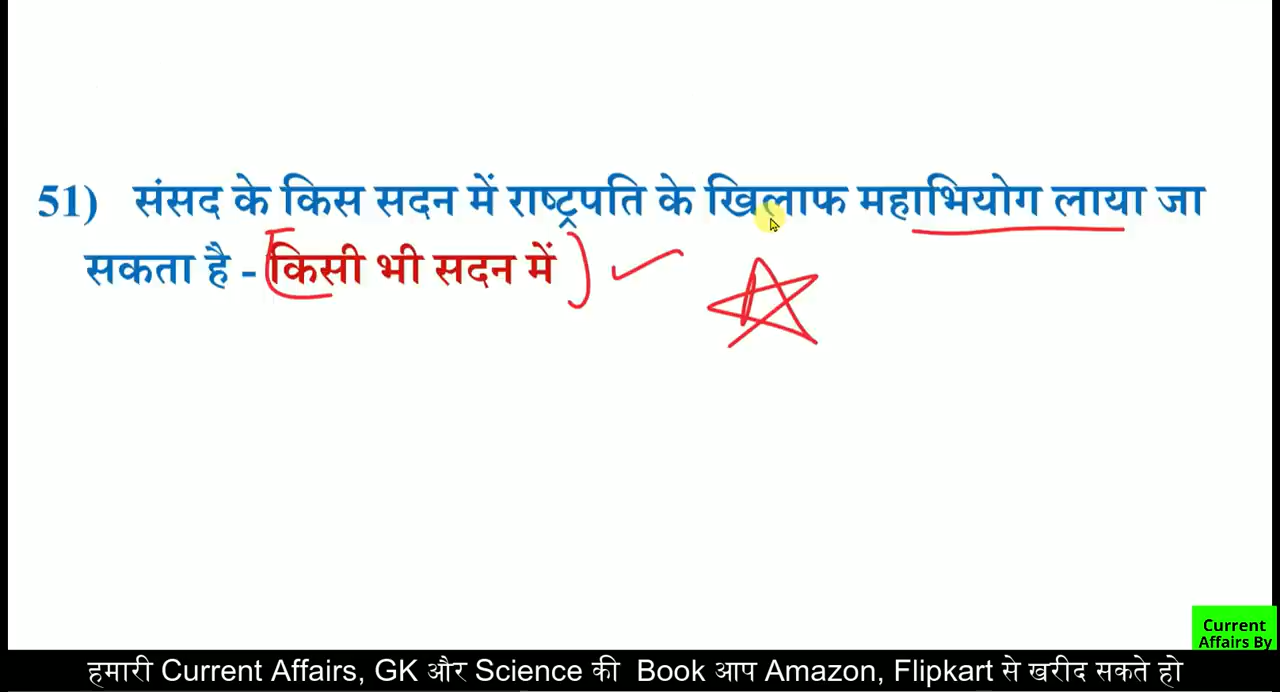 51) संसद के किस सदन में राष्ट्रपति के खिलाफ महाभियोग लाया जा
सकता है - किसी भी सदन में
Current
Affairs By
हमारी Current Affairs, GK और Science की Book आप Amazon, Flipkart से खरीद सकते हो